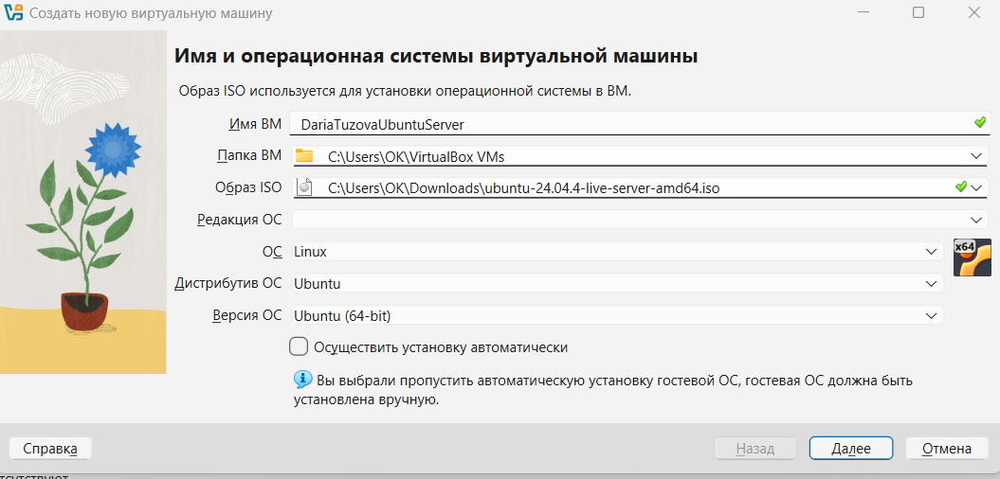 Создать новую виртуальную машину
Имя и операционная системы виртуальной машины
Образ ISO используется для установки операционной системы в ВМ.
Имя ВМ DariaTuzovaUbuntuServer
Папка ВМ C:\Users\OK\VirtualBox VMs
Образ ISO C:\Users\OK\Downloads\ubuntu-24.04.4-live-server-amd64.iso
Редакция ОС
ОС Linux x64
Дистрибутив ОС Ubuntu
Версия ОС Ubuntu (64-bit)
Осуществить установку автоматически
Вы выбрали пропустить автоматическую установку гостевой ОС, гостевая ОС должна быть
установлена вручную.
Справка Назад Далее Отмена